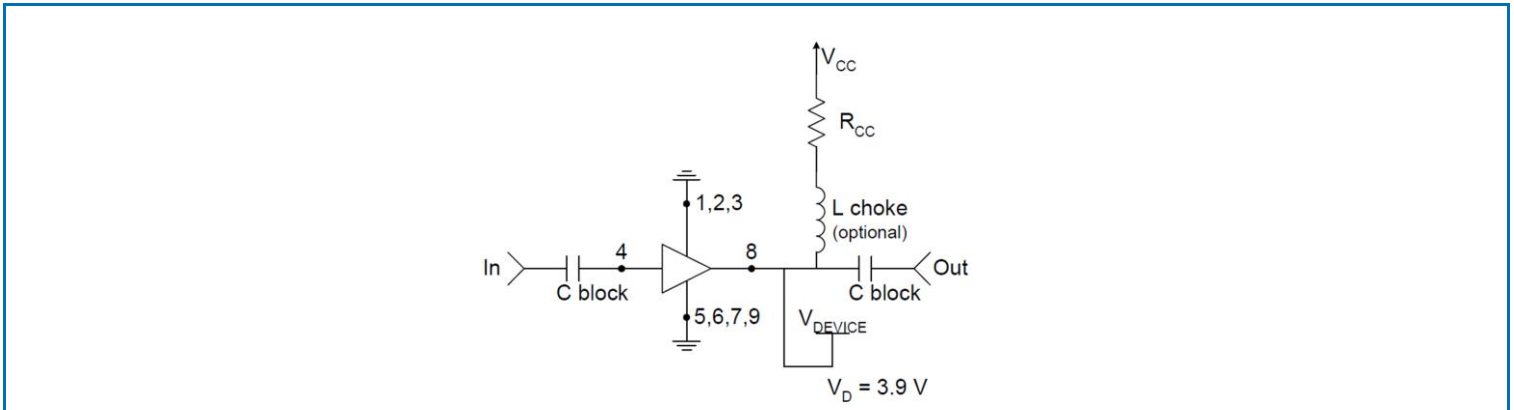 VCC
RCC
1,2,3
L choke
(optional)
4
8
In
Out
C block
C block
5,6,7,9
VDEVICE
VD = 3.9 V